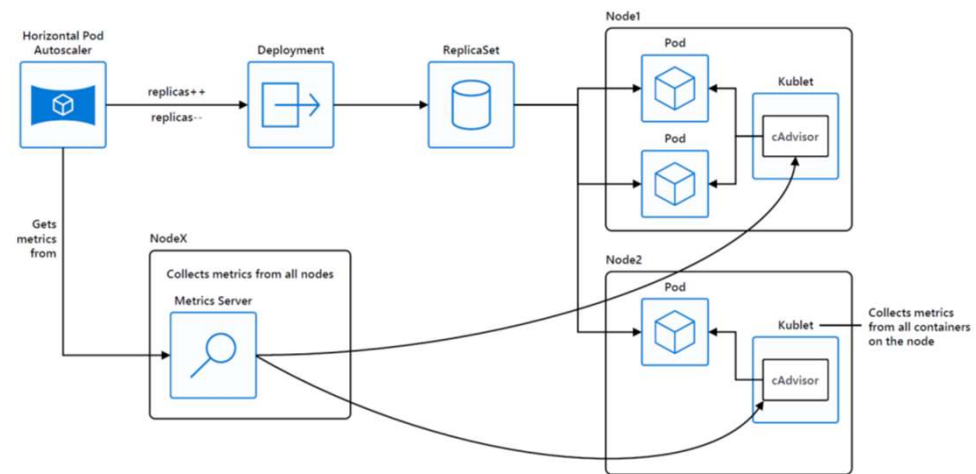 Horizontal Pod
Autoscaler
Deployment
ReplicaSet
Node1
Pod
Kublet
cAdvisor
Pod
replicas++
replicas--
Gets
metrics
from
NodeX
Collects metrics from all nodes
Metrics Server
Node2
Pod
Kublet
cAdvisor
Collects metrics
from all containers
on the node